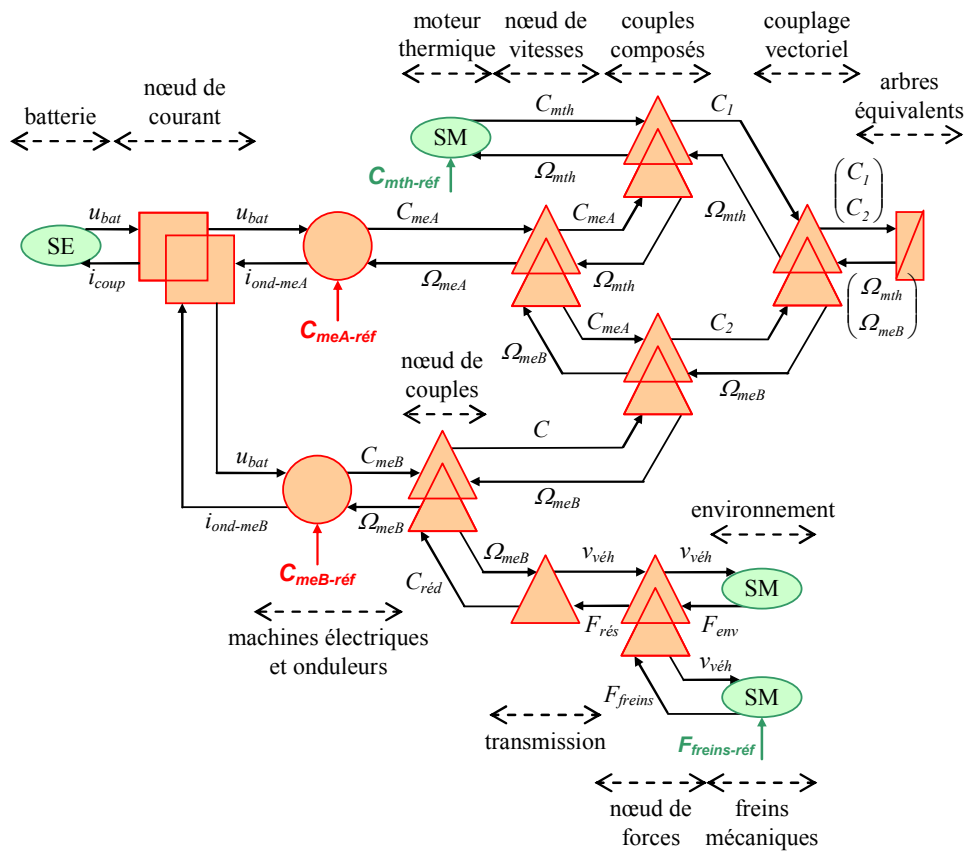 moteur
thermique
nœud de
vitesses
couples
composés
couplage
vectoriel
arbres
équivalents
batterie
nœud de
courant
SM
C_mth
Ω_mth
C_mth-réf
C_1
Ω_mth
(C_1
C_2)
(Ω_mth
Ω_meB)
SE
u_bat
i_coup
u_bat
i_ond-meA
C_meA
Ω_meA
C_meA-réf
C_meA
Ω_mth
C_meA
Ω_meB
C_2
Ω_meB
nœud de
couples
C
Ω_meB
u_bat
i_ond-meB
C_meB
Ω_meB
C_meB-réf
machines électriques
et onduleurs
Ω_meB
C_réd
v_véh
F_rés
v_véh
F_env
SM
environnement
v_véh
F_freins
SM
F_freins-réf
transmission
nœud de
forces
freins
mécaniques